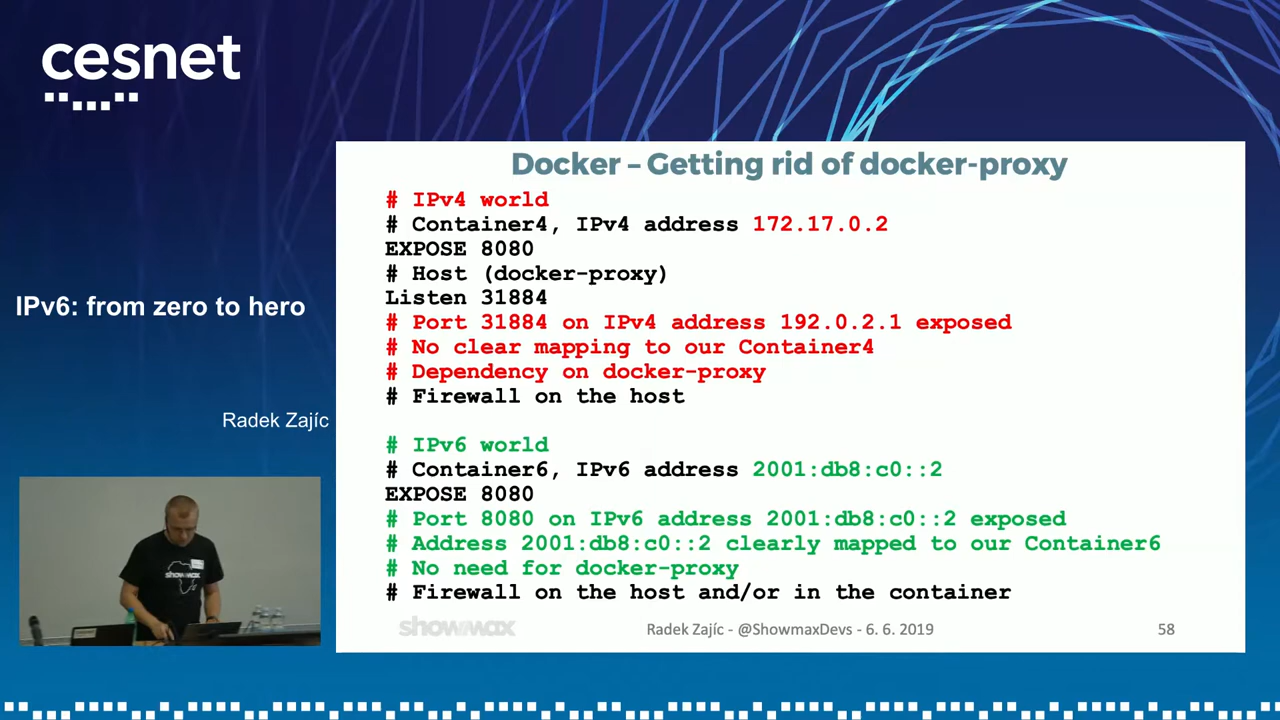 cesnet
IPv6: from zero to hero
Radek Zajíc
Docker – Getting rid of docker-proxy
# IPv4 world
# Container4, IPv4 address 172.17.0.2
EXPOSE 8080
# Host (docker-proxy)
Listen 31884
# Port 31884 on IPv4 address 192.0.2.1 exposed
# No clear mapping to our Container4
# Dependency on docker-proxy
# Firewall on the host
# IPv6 world
# Container6, IPv6 address 2001:db8:c0::2
EXPOSE 8080
# Port 8080 on IPv6 address 2001:db8:c0::2 exposed
# Address 2001:db8:c0::2 clearly mapped to our Container6
# No need for docker-proxy
# Firewall on the host and/or in the container
showmax
Radek Zajíc - @ShowmaxDevs - 6. 6. 2019
58
showmax